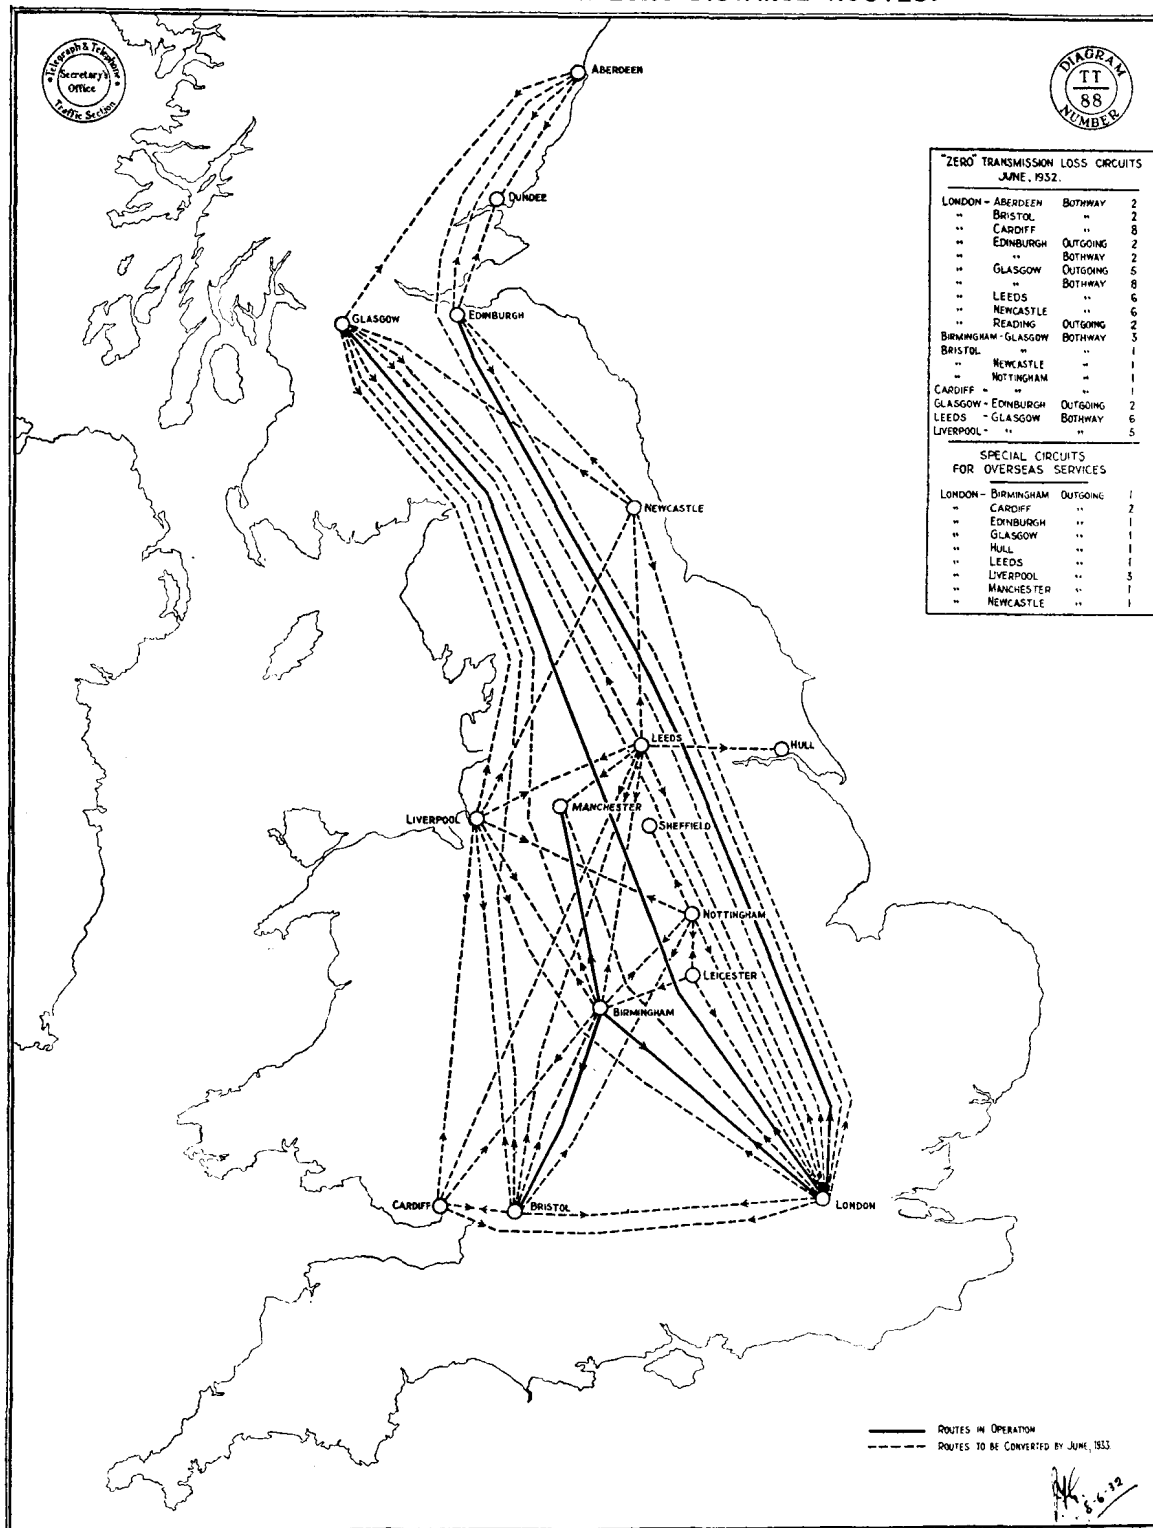 LONG DISTANCE ROUTES.
Telegraph & Telephone
Secretary's
Office
Traffic Section
DIAGRAM
TT
88
NUMBER
"ZERO" TRANSMISSION LOSS CIRCUITS
JUNE, 1932.
LONDON - ABERDEEN BOTHWAY 2
" BRISTOL " 2
" CARDIFF " 8
" EDINBURGH OUTGOING 2
" " BOTHWAY 2
" GLASGOW OUTGOING 5
" " BOTHWAY 8
" LEEDS " 6
" NEWCASTLE " 6
" READING OUTGOING 2
BIRMINGHAM - GLASGOW BOTHWAY 3
BRISTOL " " 1
" NEWCASTLE " 1
" NOTTINGHAM " 1
CARDIFF - " " 1
GLASGOW - EDINBURGH OUTGOING 2
LEEDS - GLASGOW BOTHWAY 6
LIVERPOOL - " " 5
SPECIAL CIRCUITS
FOR OVERSEAS SERVICES
LONDON - BIRMINGHAM OUTGOING 1
" CARDIFF " 2
" EDINBURGH " 1
" GLASGOW " 1
" HULL " 1
" LEEDS " 1
" LIVERPOOL " 3
" MANCHESTER " 1
" NEWCASTLE " 1
ABERDEEN
DUNDEE
GLASGOW
EDINBURGH
NEWCASTLE
LEEDS
HULL
MANCHESTER
LIVERPOOL
SHEFFIELD
NOTTINGHAM
LEICESTER
BIRMINGHAM
CARDIFF
BRISTOL
LONDON
ROUTES IN OPERATION
ROUTES TO BE CONVERTED BY JUNE, 1933
8-6-32